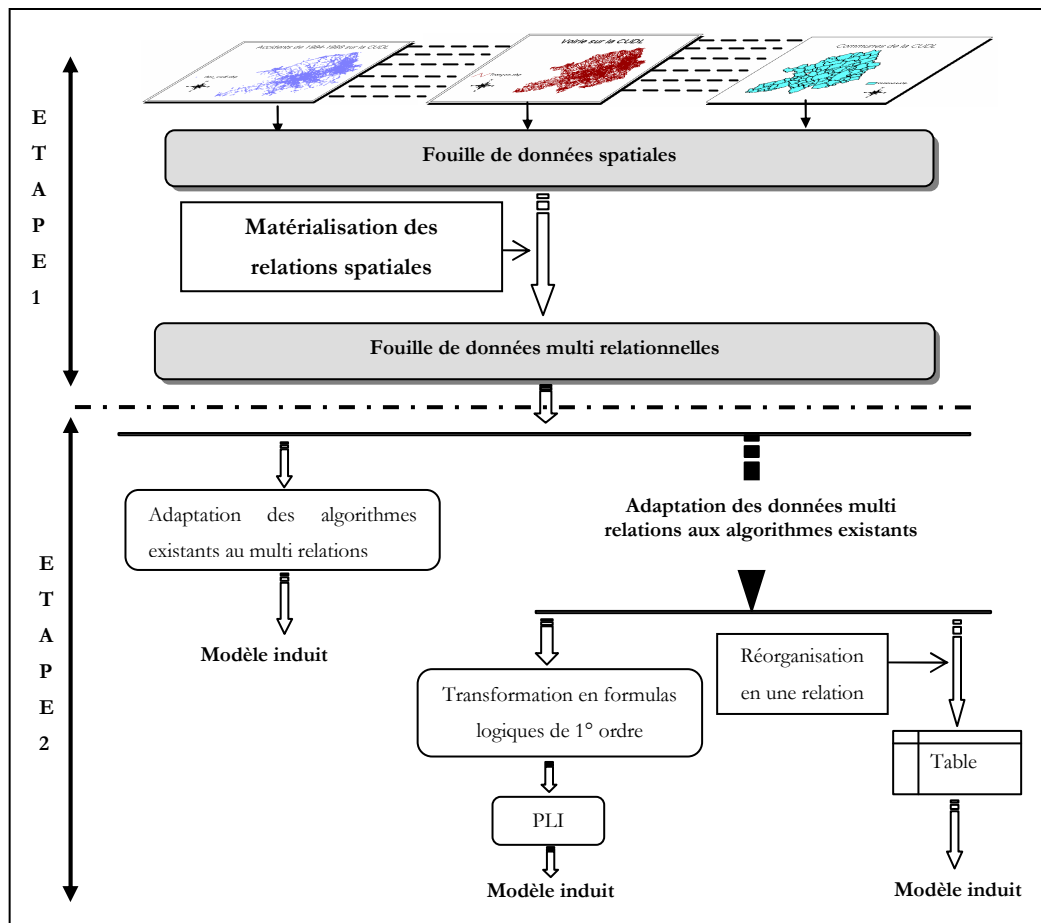 Voirie sur la CUDL
Communes de la CUDL
ETAPE1
Fouille de données spatiales
Matérialisation des
relations spatiales
Fouille de données multi relationnelles
ETAPE2
Adaptation des algorithmes
existants au multi relations
Modèle induit
Adaptation des données multi
relations aux algorithmes existants
Transformation en formulas
logiques de 1° ordre
PLI
Modèle induit
Réorganisation
en une relation
Table
Modèle induit